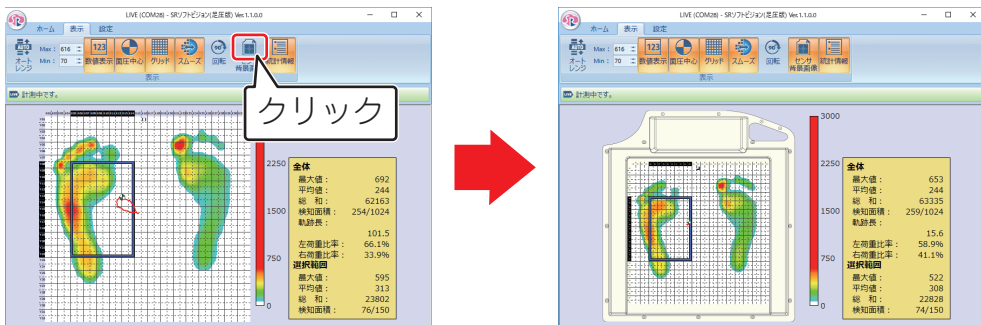 LIVE (COM28) - SRソフトビジョン(足圧版) Ver.1.1.0.0
ホーム 表示 設定
AUTO
オート
レンジ
Max : 616
Min : 70
123
数値表示 圧圧中心 グリッド スムーズ 回転
90°
表示
クリック
計測中です。
2250
1500
750
0
全体
最大値 : 692
平均値 : 244
総 和 : 62163
検知面積 : 254/1024
軌跡長 :
101.5
左荷重比率 : 66.1%
右荷重比率 : 33.9%
選択範囲
最大値 : 595
平均値 : 313
総 和 : 23802
検知面積 : 76/150
LIVE (COM28) - SRソフトビジョン(足圧版) Ver.1.1.0.0
ホーム 表示 設定
AUTO
オート
レンジ
Max : 616
Min : 70
123
数値表示 面圧中心 グリッド スムーズ 回転 センサ
背景画像 統計情報
90°
表示
計測中です。
3000
2250
1500
750
0
全体
最大値 : 653
平均値 : 244
総 和 : 63335
検知面積 : 259/1024
軌跡長 :
15.6
左荷重比率 : 58.9%
右荷重比率 : 41.1%
選択範囲
最大値 : 522
平均値 : 308
総 和 : 22828
検知面積 : 74/150